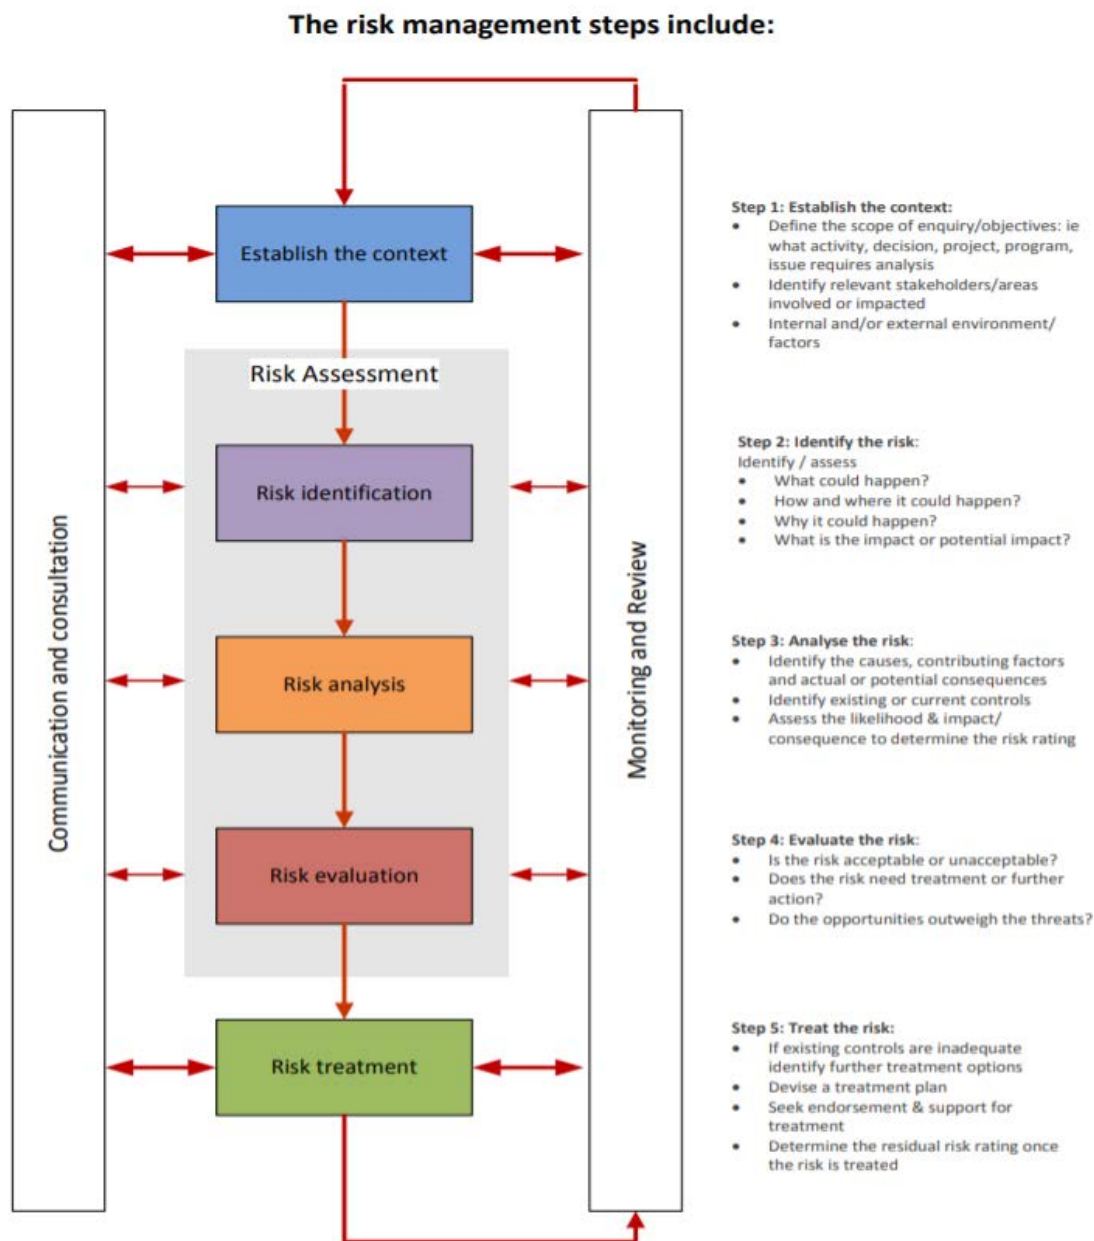 The risk management steps include:
Communication and consultation
Establish the context
Risk Assessment
Risk identification
Risk analysis
Risk evaluation
Risk treatment
Monitoring and Review
Step 1: Establish the context:
• Define the scope of enquiry/objectives: ie
what activity, decision, project, program,
issue requires analysis
• Identify relevant stakeholders/areas
involved or impacted
• Internal and/or external environment/
factors
Step 2: Identify the risk:
Identify / assess
• What could happen?
• How and where it could happen?
• Why it could happen?
• What is the impact or potential impact?
Step 3: Analyse the risk:
• Identify the causes, contributing factors
and actual or potential consequences
• Identify existing or current controls
• Assess the likelihood & impact/
consequence to determine the risk rating
Step 4: Evaluate the risk:
• Is the risk acceptable or unacceptable?
• Does the risk need treatment or further
action?
• Do the opportunities outweigh the threats?
Step 5: Treat the risk:
• If existing controls are inadequate
identify further treatment options
• Devise a treatment plan
• Seek endorsement & support for
treatment
• Determine the residual risk rating once
the risk is treated